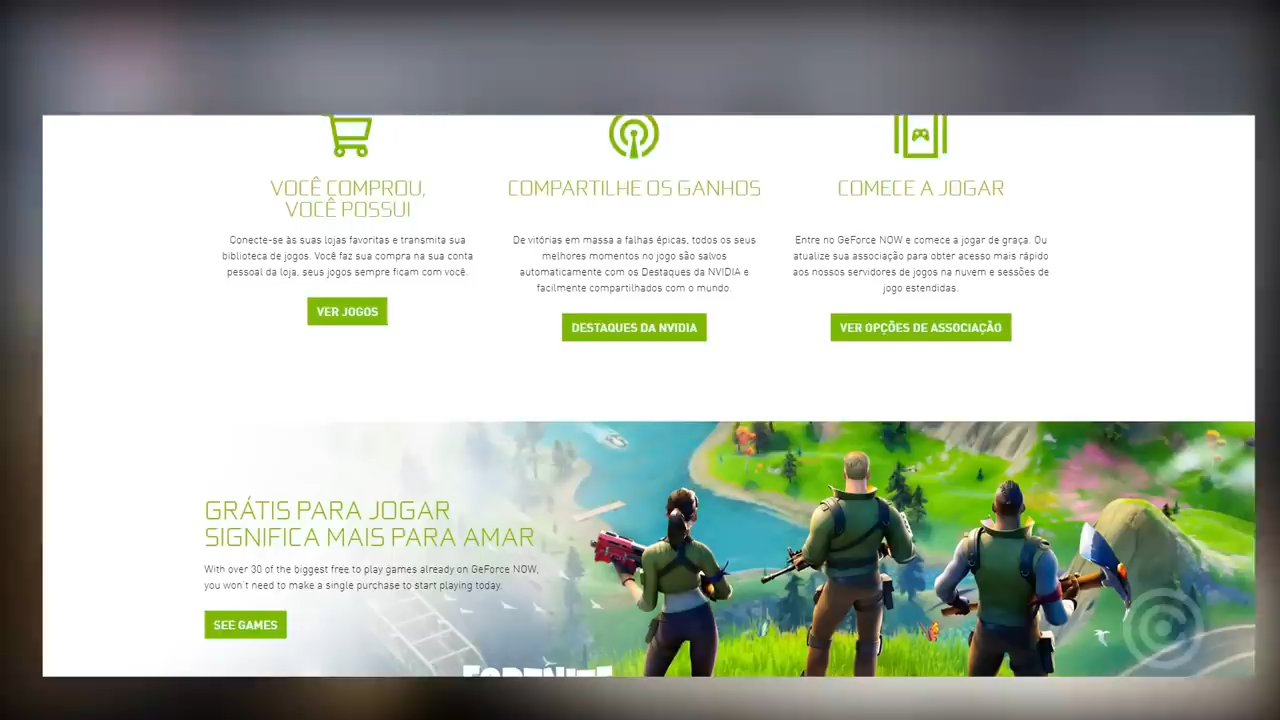 VOCÊ COMPROU,
VOCÊ POSSUI
Conecte-se às suas lojas favoritas e transmita sua
biblioteca de jogos. Você faz sua compra na sua conta
pessoal da loja, seus jogos sempre ficam com você.
VER JOGOS
COMPARTILHE OS GANHOS
De vitórias em massa a falhas épicas, todos os seus
melhores momentos no jogo são salvos
automaticamente com os Destaques da NVIDIA e
facilmente compartilhados com o mundo.
DESTAQUES DA NVIDIA
COMECE A JOGAR
Entre no GeForce NOW e comece a jogar de graça. Ou
atualize sua associação para obter acesso mais rápido
aos nossos servidores de jogos na nuvem e sessões de
jogo estendidas.
VER OPÇÕES DE ASSOCIAÇÃO
GRÁTIS PARA JOGAR
SIGNIFICA MAIS PARA AMAR
With over 30 of the biggest free to play games already on GeForce NOW,
you won't need to make a single purchase to start playing today.
SEE GAMES
FORTNITE